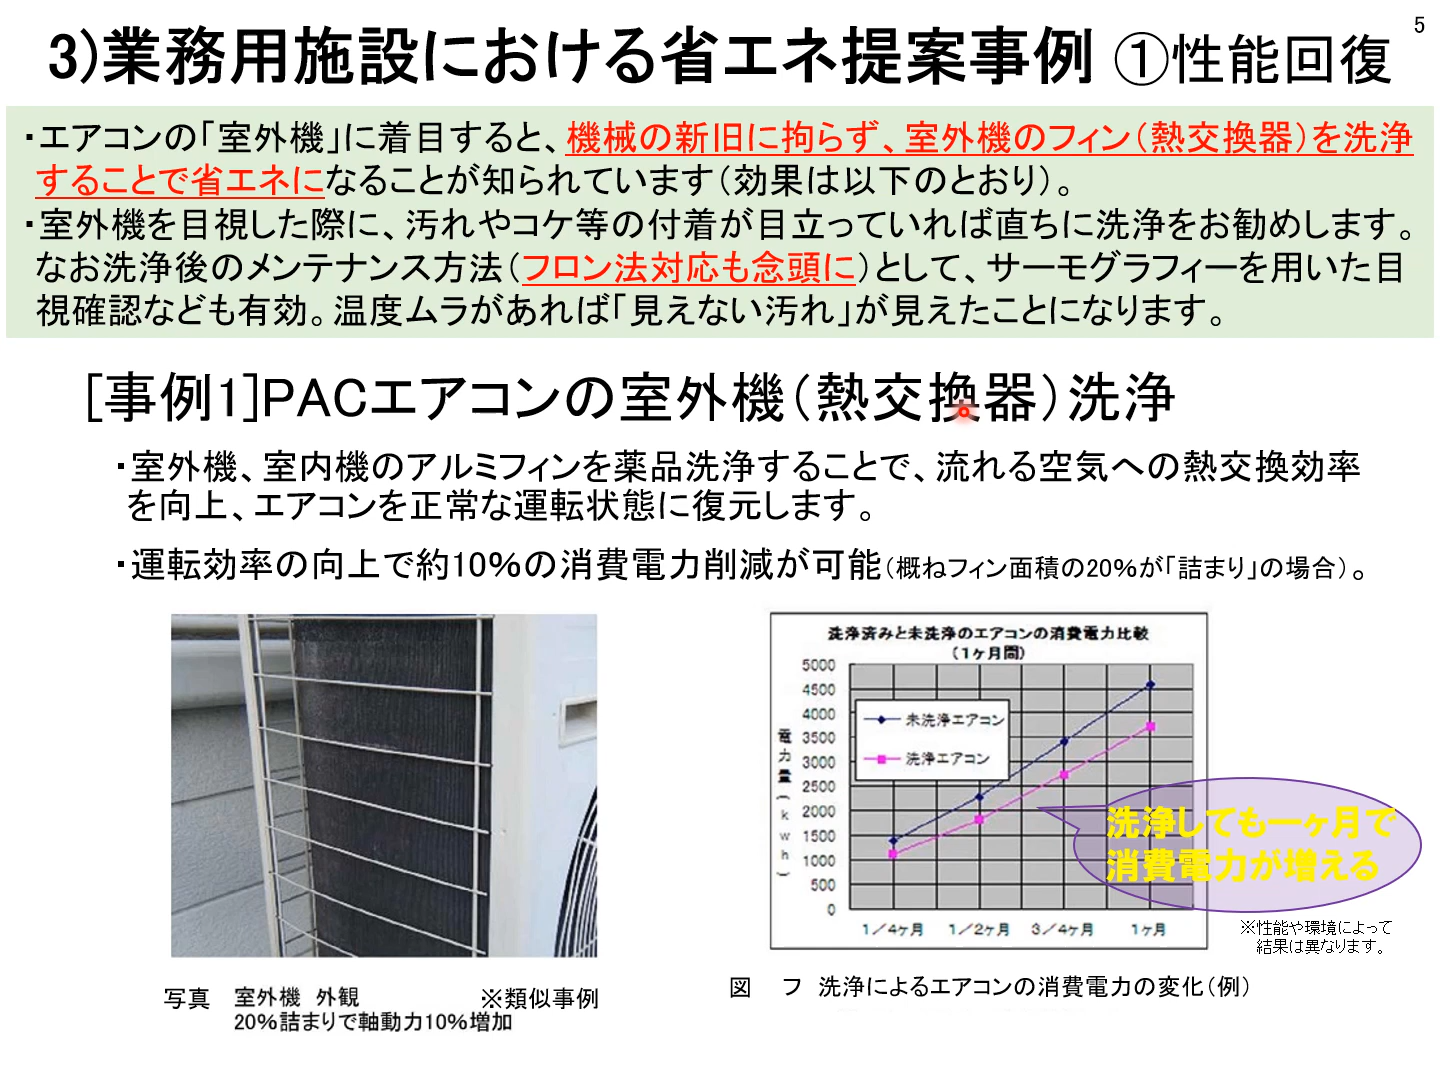 5
3)業務用施設における省エネ提案事例 ①性能回復
・エアコンの「室外機」に着目すると、機械の新旧に拘らず、室外機のフィン(熱交換器)を洗浄
することで省エネになることが知られています(効果は以下のとおり)。
・室外機を目視した際に、汚れやコケ等の付着が目立っていれば直ちに洗浄をお勧めします。
なお洗浄後のメンテナンス方法(フロン法対応も念頭に)として、サーモグラフィーを用いた目
視確認なども有効。温度ムラがあれば「見えない汚れ」が見えたことになります。
[事例1]PACエアコンの室外機(熱交換器)洗浄
・室外機、室内機のアルミフィンを薬品洗浄することで、流れる空気への熱交換効率
を向上、エアコンを正常な運転状態に復元します。
・運転効率の向上で約10%の消費電力削減が可能(概ねフィン面積の20%が「詰まり」の場合)。
写真 室外機 外観 ※類似事例
20%詰まりで軸動力10%増加
洗浄済みと未洗浄のエアコンの消費電力比較
(1ヶ月間)
電力量(kwh)
5000
4500
4000
3500
3000
2500
2000
1500
1000
500
0
未洗浄エアコン
洗浄エアコン
1/4ヶ月 1/2ヶ月 3/4ヶ月 1ヶ月
洗浄しても一ヶ月で
消費電力が増える
※性能や環境によって
結果は異なります。
図 フ 洗浄によるエアコンの消費電力の変化(例)